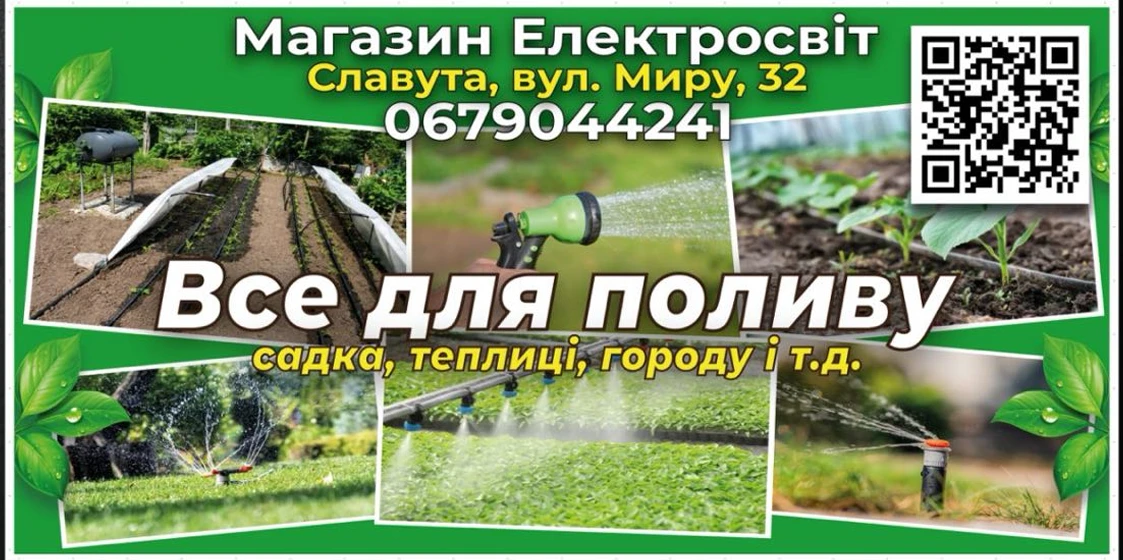 Магазин Електросвіт
Славута, вул. Миру, 32
0679044241
Все для поливу
садка, теплиці, городу і т.д.